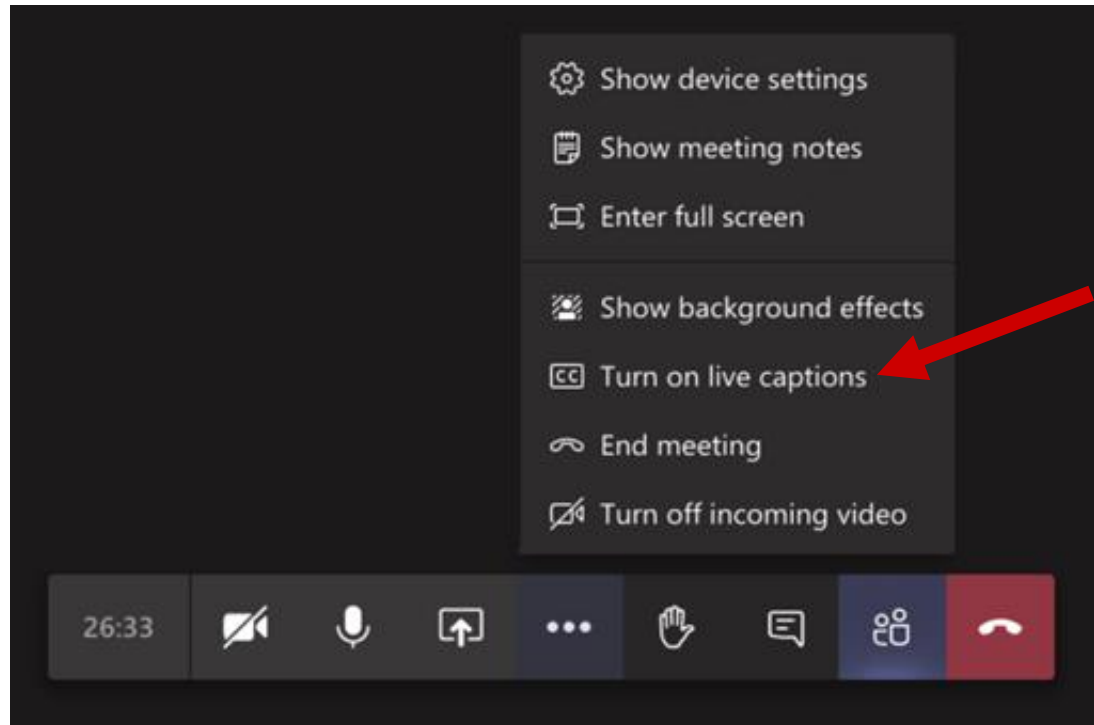 Show device settings
Show meeting notes
Enter full screen
Show background effects
CC Turn on live captions
End meeting
Turn off incoming video
26:33